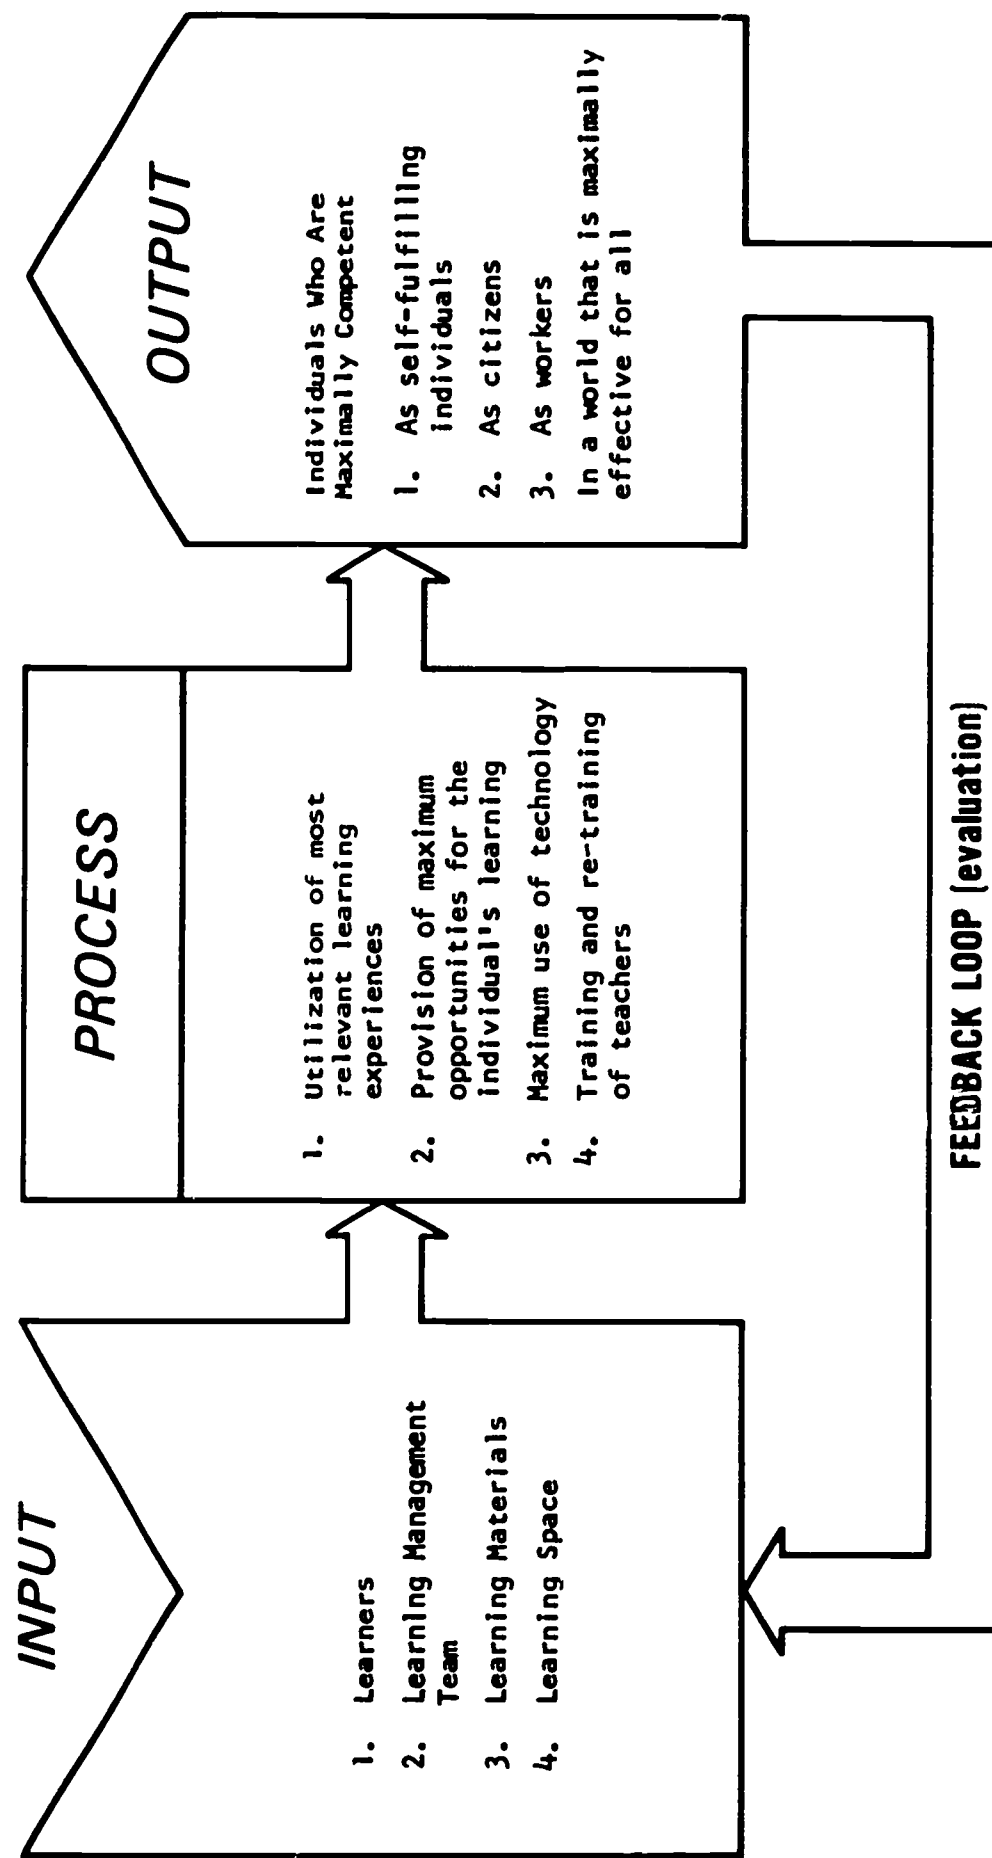 INPUT
1. Learners
2. Learning Management
Team
3. Learning Materials
4. Learning Space
PROCESS
1. Utilization of most
relevant learning
experiences
2. Provision of maximum
opportunities for the
individual's learning
3. Maximum use of technology
4. Training and re-training
of teachers
OUTPUT
Individuals Who Are
Maximally Competent
1. As self-fulfilling
individuals
2. As citizens
3. As workers
In a world that is maximally
effective for all
FEEDBACK LOOP (evaluation)